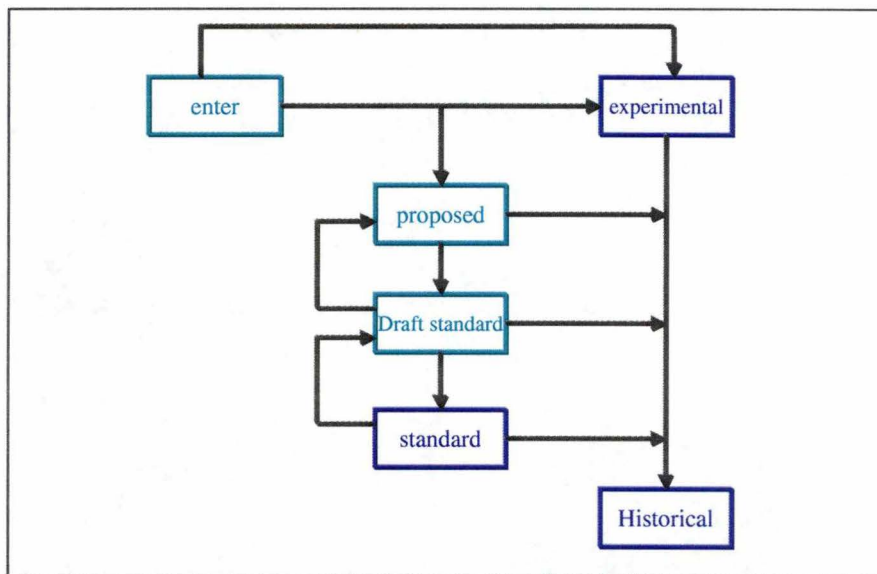 enter
experimental
proposed
Draft standard
standard
Historical